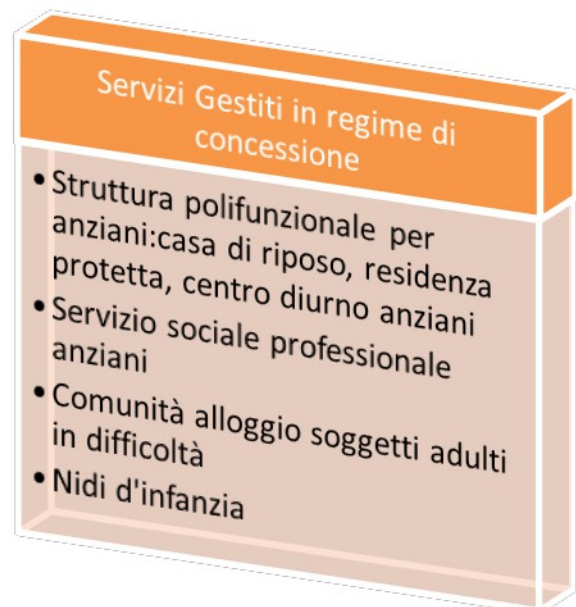 Servizi Gestiti in regime di
concessione
• Struttura polifunzionale per
anziani:casa di riposo, residenza
protetta, centro diurno anziani
• Servizio sociale professionale
anziani
• Comunità alloggio soggetti adulti
in difficoltà
• Nidi d'infanzia